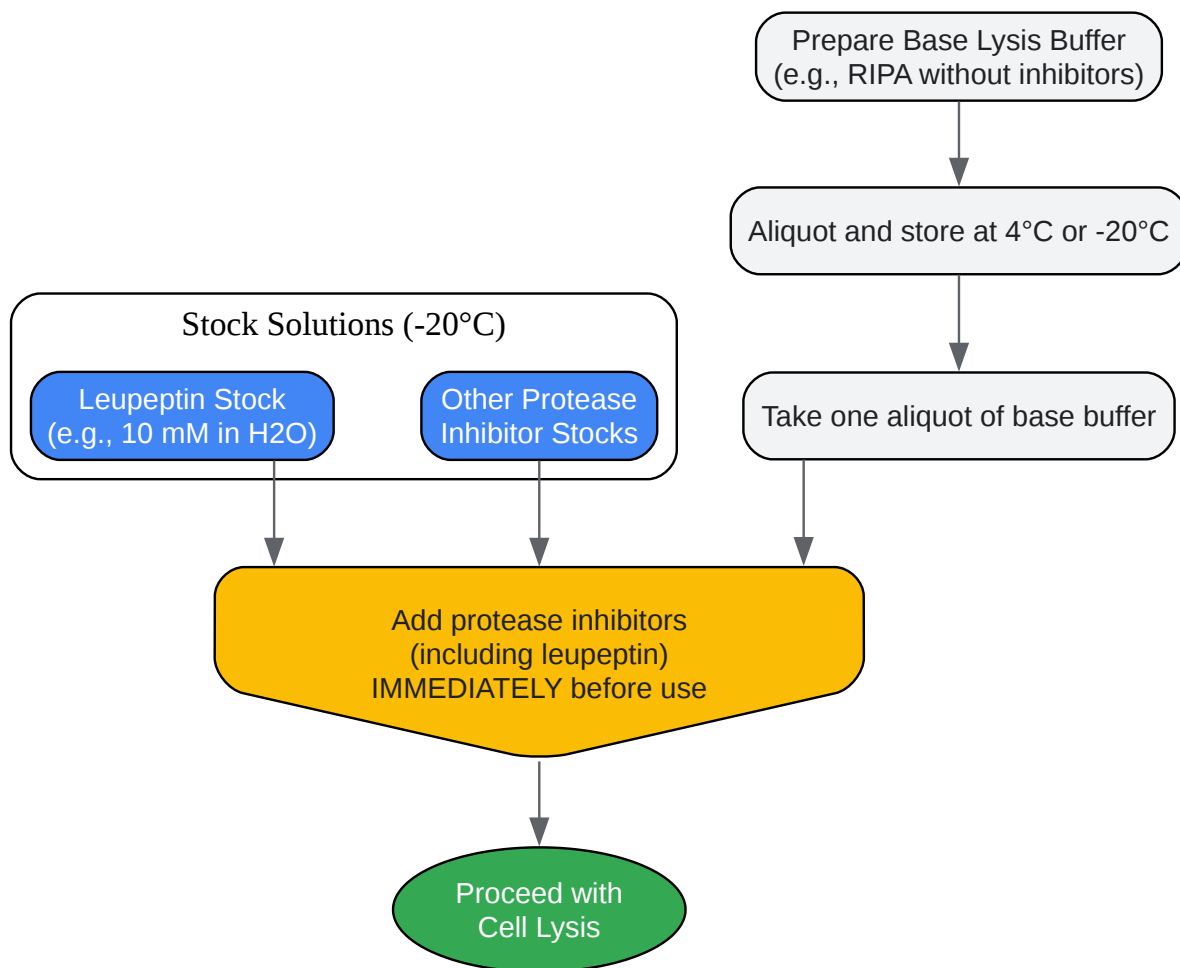 Prepare Base Lysis Buffer
(e.g., RIPA without inhibitors)
Aliquot and store at 4°C or -20°C
Stock Solutions (-20°C)
Leupeptin Stock
(e.g., 10 mM in H2O)
Other Protease
Inhibitor Stocks
Take one aliquot of base buffer
Add protease inhibitors
(including leupeptin)
IMMEDIATELY before use
Proceed with
Cell Lysis